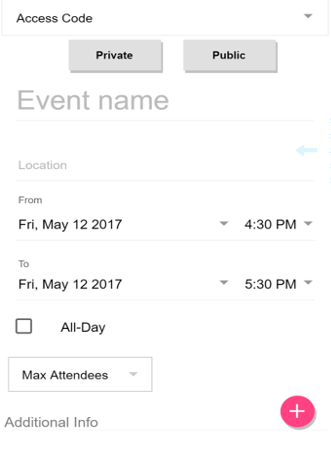 Access Code
Private Public
Event name
Location
From
Fri, May 12 2017 4:30 PM
To
Fri, May 12 2017 5:30 PM
All-Day
Max Attendees
Additional Info